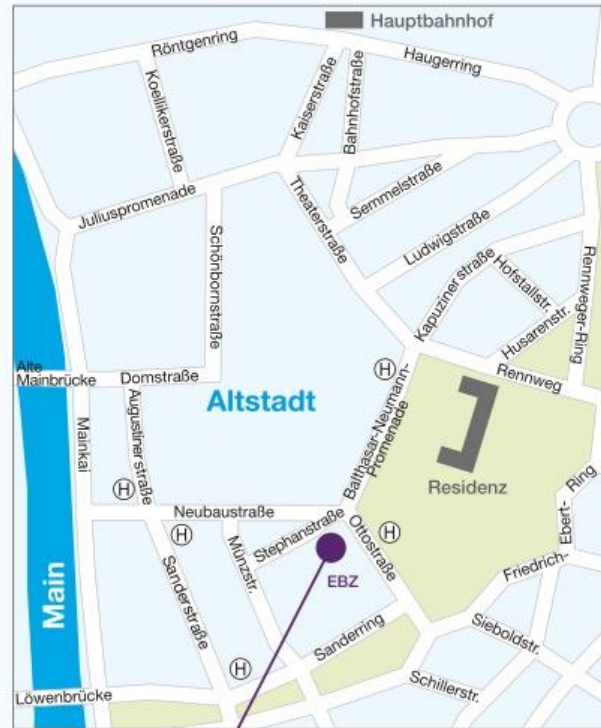 Hauptbahnhof
Röntgenring
Haugerring
Koellikerstraße
Kaiserstraße
Bahnhofstraße
Juliuspromenade
Semmelstraße
Theaterstraße
Schönbornstraße
Ludwigstraße
Kapuzinerstraße
Hofstallstr.
Rennweger-Ring
Husarenstr.
Rennweg
Alte
Mainbrücke
Domstraße
H
Altstadt
Augustinerstraße
Mainkai
Balthasar-Neumann-
Promenade
Residenz
H
Neubaustraße
H
Stephanstraße
Ottostraße
H
Münzstr.
EBZ
Friedrich-
Ebert-
Ring
Main
Sanderstraße
Sanderring
Sieboldstr.
H
Schillerstr.
Löwenbrücke